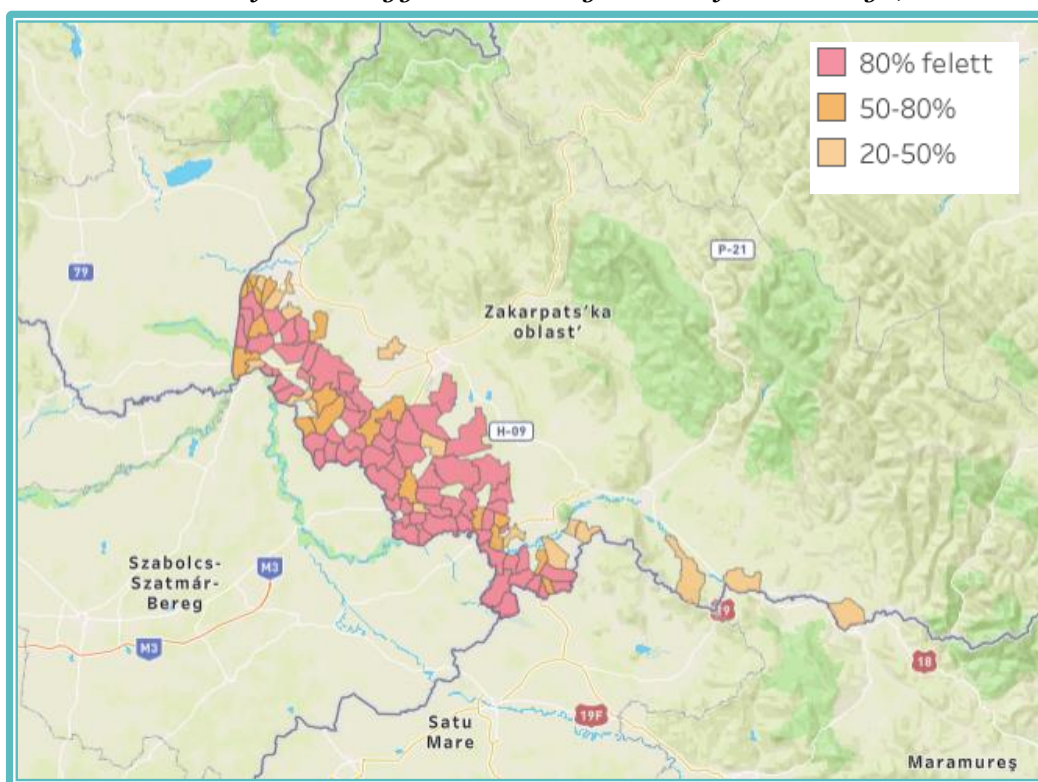 80% felett
50-80%
20-50%
P-21
79
Zakarpats'ka
oblast'
H-09
Szabolcs-
Szatmár-
Bereg
M3
M3
19
18
Satu
Mare
19F
Maramureş